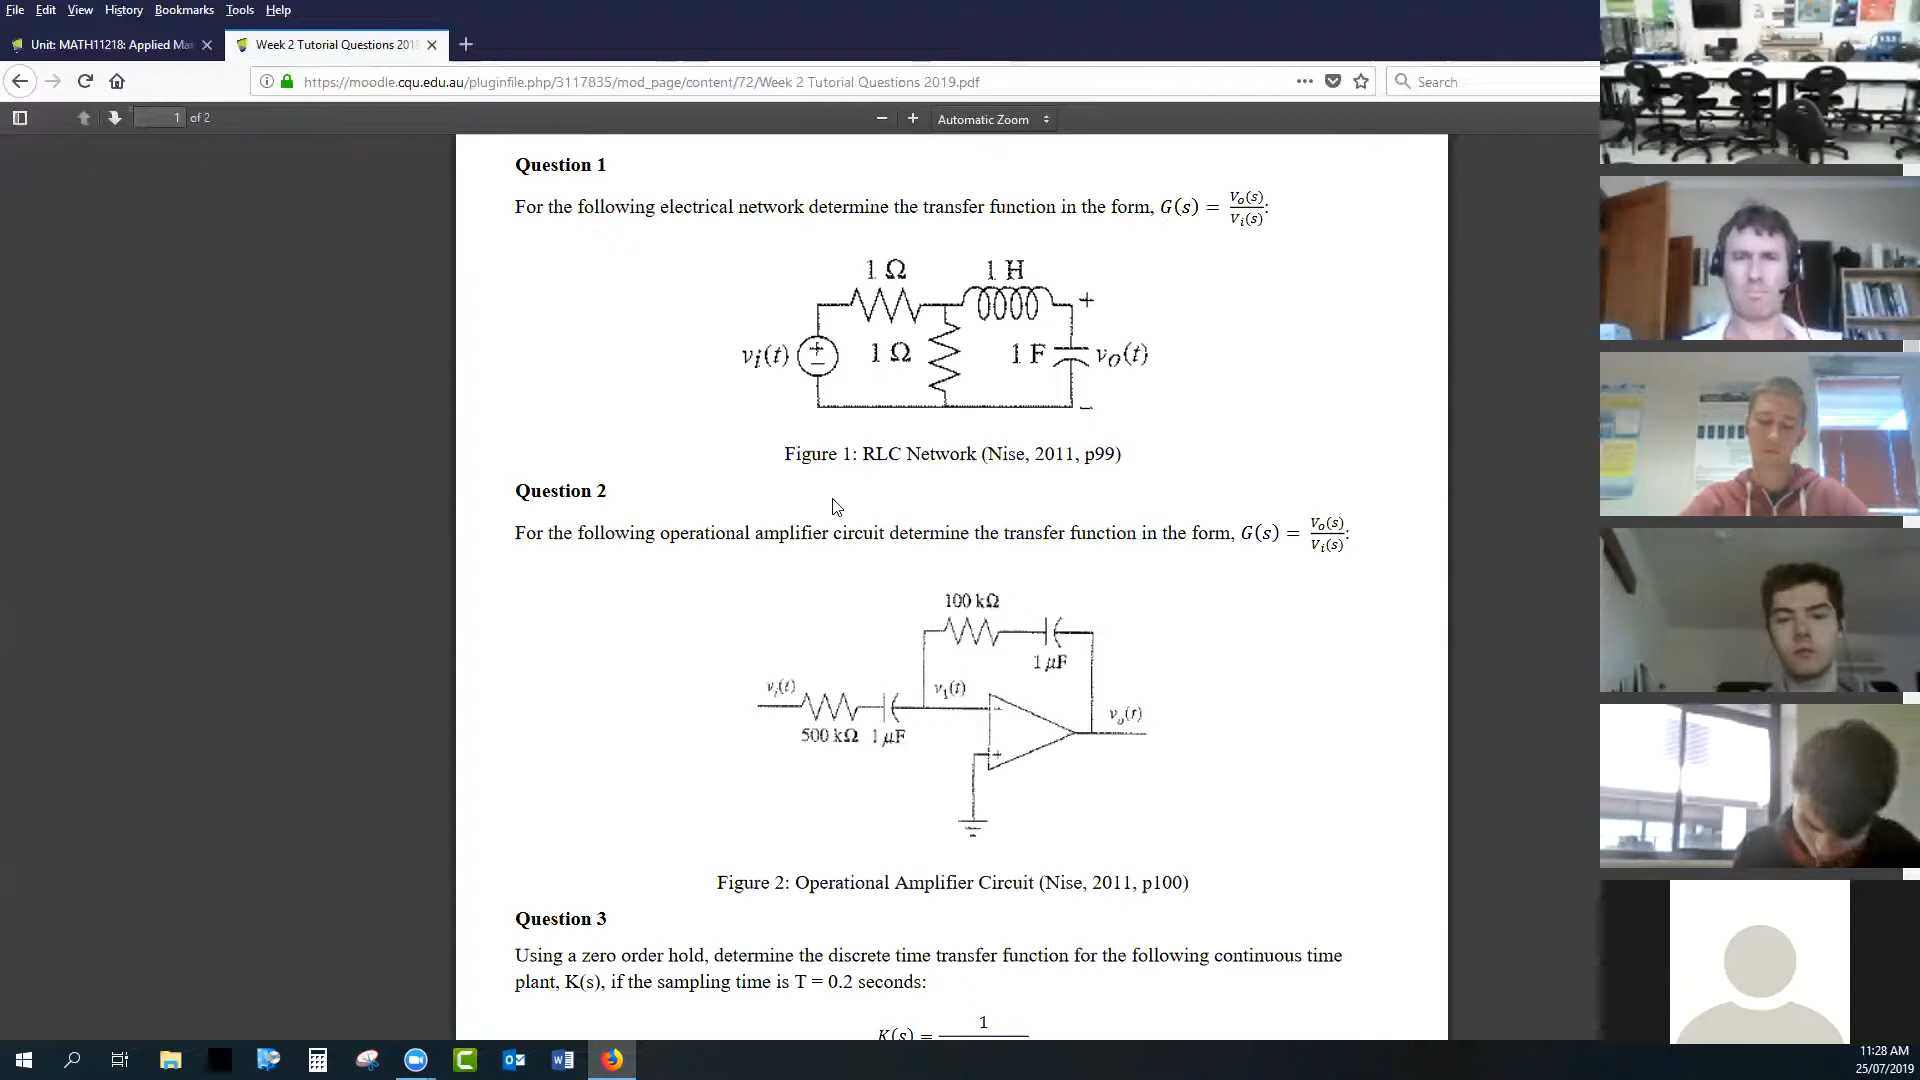 File Edit View History Bookmarks Tools Help
Unit: MATH11218: Applied Ma
Week 2 Tutorial Questions 2019
https://moodle.cqu.edu.au/pluginfile.php/3117835/mod_page/content/72/Week 2 Tutorial Questions 2019.pdf
Search
1 of 2
Automatic Zoom
Question 1
For the following electrical network determine the transfer function in the form, G(s) = Vo(s)/Vi(s):
1 Ω 1 H
+
vi(t) + − 1 Ω 1 F vo(t)
−
Figure 1: RLC Network (Nise, 2011, p99)
Question 2
For the following operational amplifier circuit determine the transfer function in the form, G(s) = Vo(s)/Vi(s):
100 kΩ
1 μF
vi(t) v1(t) −
vo(t)
500 kΩ 1 μF
+
Figure 2: Operational Amplifier Circuit (Nise, 2011, p100)
Question 3
Using a zero order hold, determine the discrete time transfer function for the following continuous time
plant, K(s), if the sampling time is T = 0.2 seconds:
K(s) = 1
11:28 AM
25/07/2019